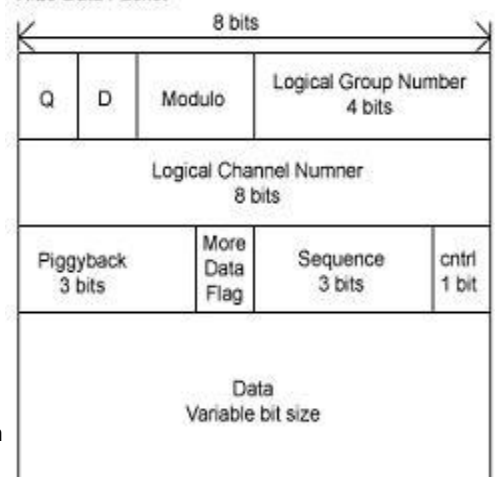 8 bits
Q
D
Modulo
Logical Group Number
4 bits
Logical Channel Numner
8 bits
Piggyback
3 bits
More
Data
Flag
Sequence
3 bits
cntrl
1 bit
Data
Variable bit size